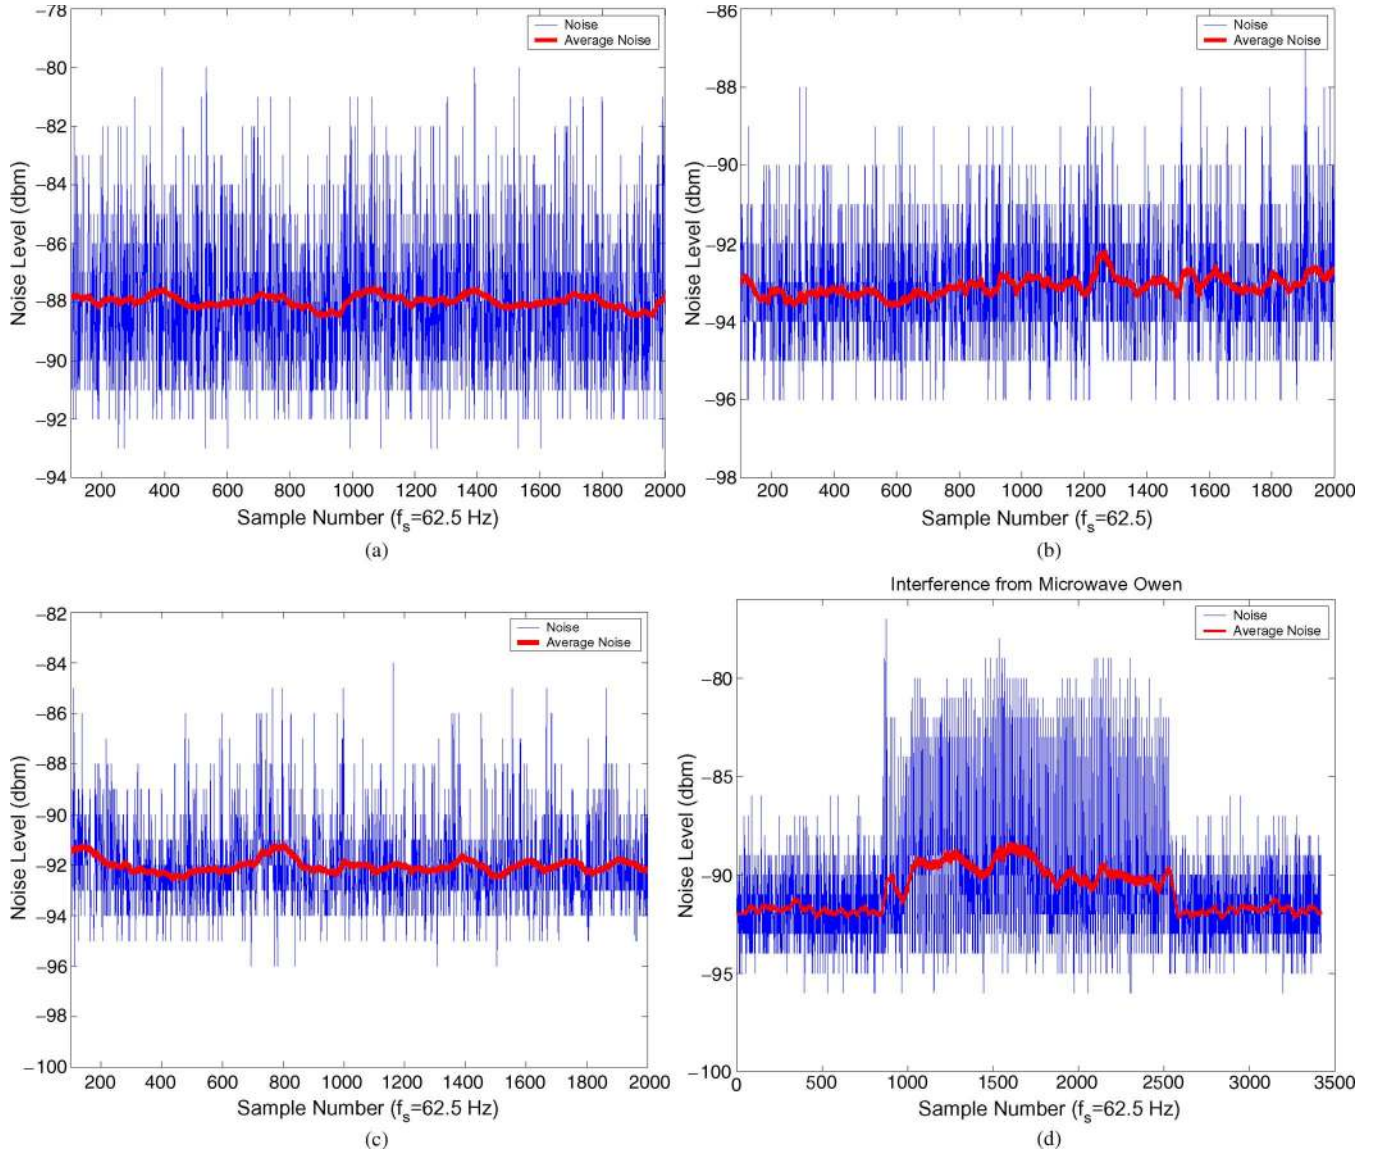 −78
−80
−82
−84
−86
−88
−90
−92
−94
Noise Level (dbm)
Noise
Average Noise
200 400 600 800 1000 1200 1400 1600 1800 2000
Sample Number (fs=62.5 Hz)
(a)
−86
−88
−90
−92
−94
−96
−98
Noise Level (dbm)
Noise
Average Noise
200 400 600 800 1000 1200 1400 1600 1800 2000
Sample Number (fs=62.5)
(b)
−82
−84
−86
−88
−90
−92
−94
−96
−98
−100
Noise Level (dbm)
Noise
Average Noise
200 400 600 800 1000 1200 1400 1600 1800 2000
Sample Number (fs=62.5 Hz)
(c)
Interference from Microwave Owen
−80
−85
−90
−95
−100
Noise Level (dbm)
Noise
Average Noise
0 500 1000 1500 2000 2500 3000 3500
Sample Number (fs=62.5 Hz)
(d)